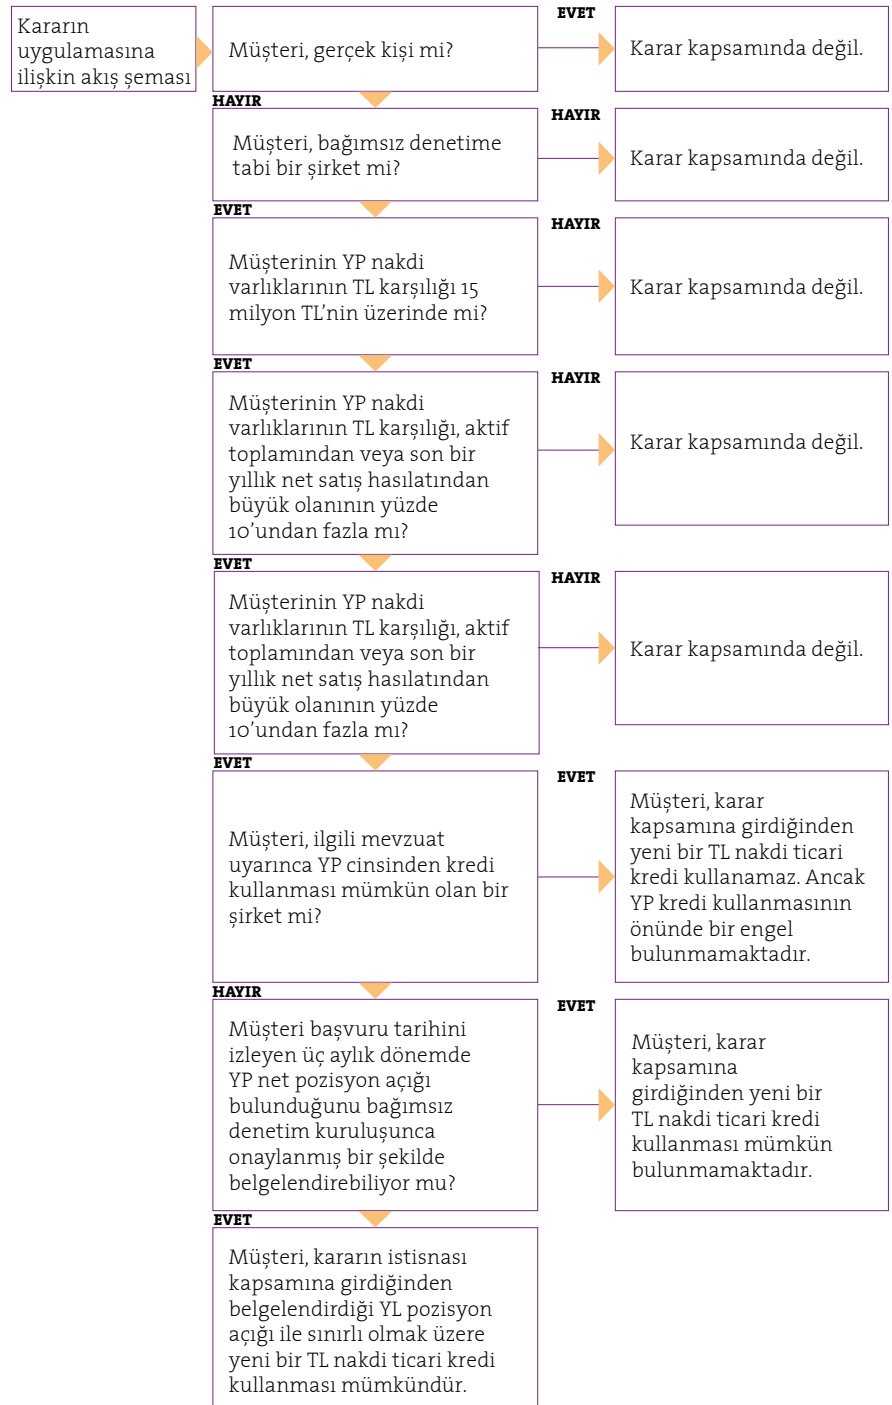 Kararın
uygulamasına
ilişkin akış şeması
Müşteri, gerçek kişi mi?
EVET
Karar kapsamında değil.
HAYIR
Müşteri, bağımsız denetime
tabi bir şirket mi?
HAYIR
Karar kapsamında değil.
EVET
Müşterinin YP nakdi
varlıklarının TL karşılığı 15
milyon TL’nin üzerinde mi?
HAYIR
Karar kapsamında değil.
EVET
Müşterinin YP nakdi
varlıklarının TL karşılığı, aktif
toplamından veya son bir
yıllık net satış hasılatından
büyük olanının yüzde
10’undan fazla mı?
HAYIR
Karar kapsamında değil.
EVET
Müşterinin YP nakdi
varlıklarının TL karşılığı, aktif
toplamından veya son bir
yıllık net satış hasılatından
büyük olanının yüzde
10’undan fazla mı?
HAYIR
Karar kapsamında değil.
EVET
Müşteri, ilgili mevzuat
uyarınca YP cinsinden kredi
kullanması mümkün olan bir
şirket mi?
EVET
Müşteri, karar
kapsamına girdiğinden
yeni bir TL nakdi ticari
kredi kullanamaz. Ancak
YP kredi kullanmasının
önünde bir engel
bulunmamaktadır.
HAYIR
Müşteri başvuru tarihini
izleyen üç aylık dönemde
YP net pozisyon açığı
bulunduğunu bağımsız
denetim kuruluşunca
onaylanmış bir şekilde
belgelendirebiliyor mu?
EVET
Müşteri, karar
kapsamına
girdiğinden yeni bir
TL nakdi ticari kredi
kullanması mümkün
bulunmamaktadır.
EVET
Müşteri, kararın istisnası
kapsamına girdiğinden
belgelendirdiği YL pozisyon
açığı ile sınırlı olmak üzere
yeni bir TL nakdi ticari kredi
kullanması mümkündür.